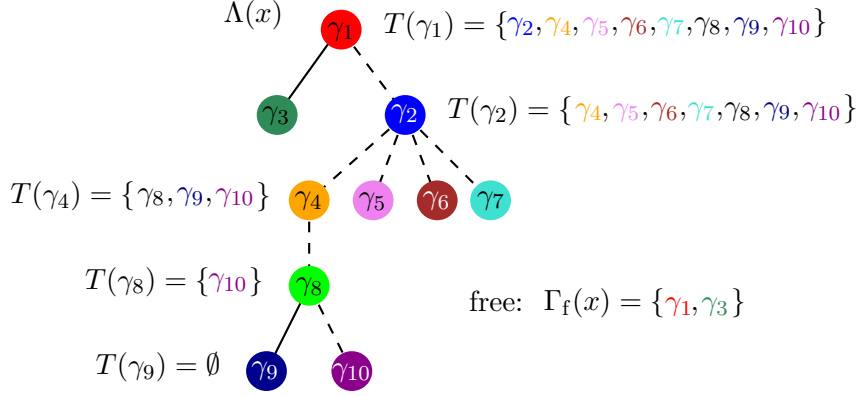 Λ(x)
γ₁
T(γ₁) = {γ₂,γ₄,γ₅,γ₆,γ₇,γ₈,γ₉,γ₁₀}
γ₃
γ₂
T(γ₂) = {γ₄,γ₅,γ₆,γ₇,γ₈,γ₉,γ₁₀}
T(γ₄) = {γ₈,γ₉,γ₁₀}
γ₄
γ₅
γ₆
γ₇
T(γ₈) = {γ₁₀}
γ₈
free: Γ_f(x) = {γ₁,γ₃}
T(γ₉) = ∅
γ₉
γ₁₀